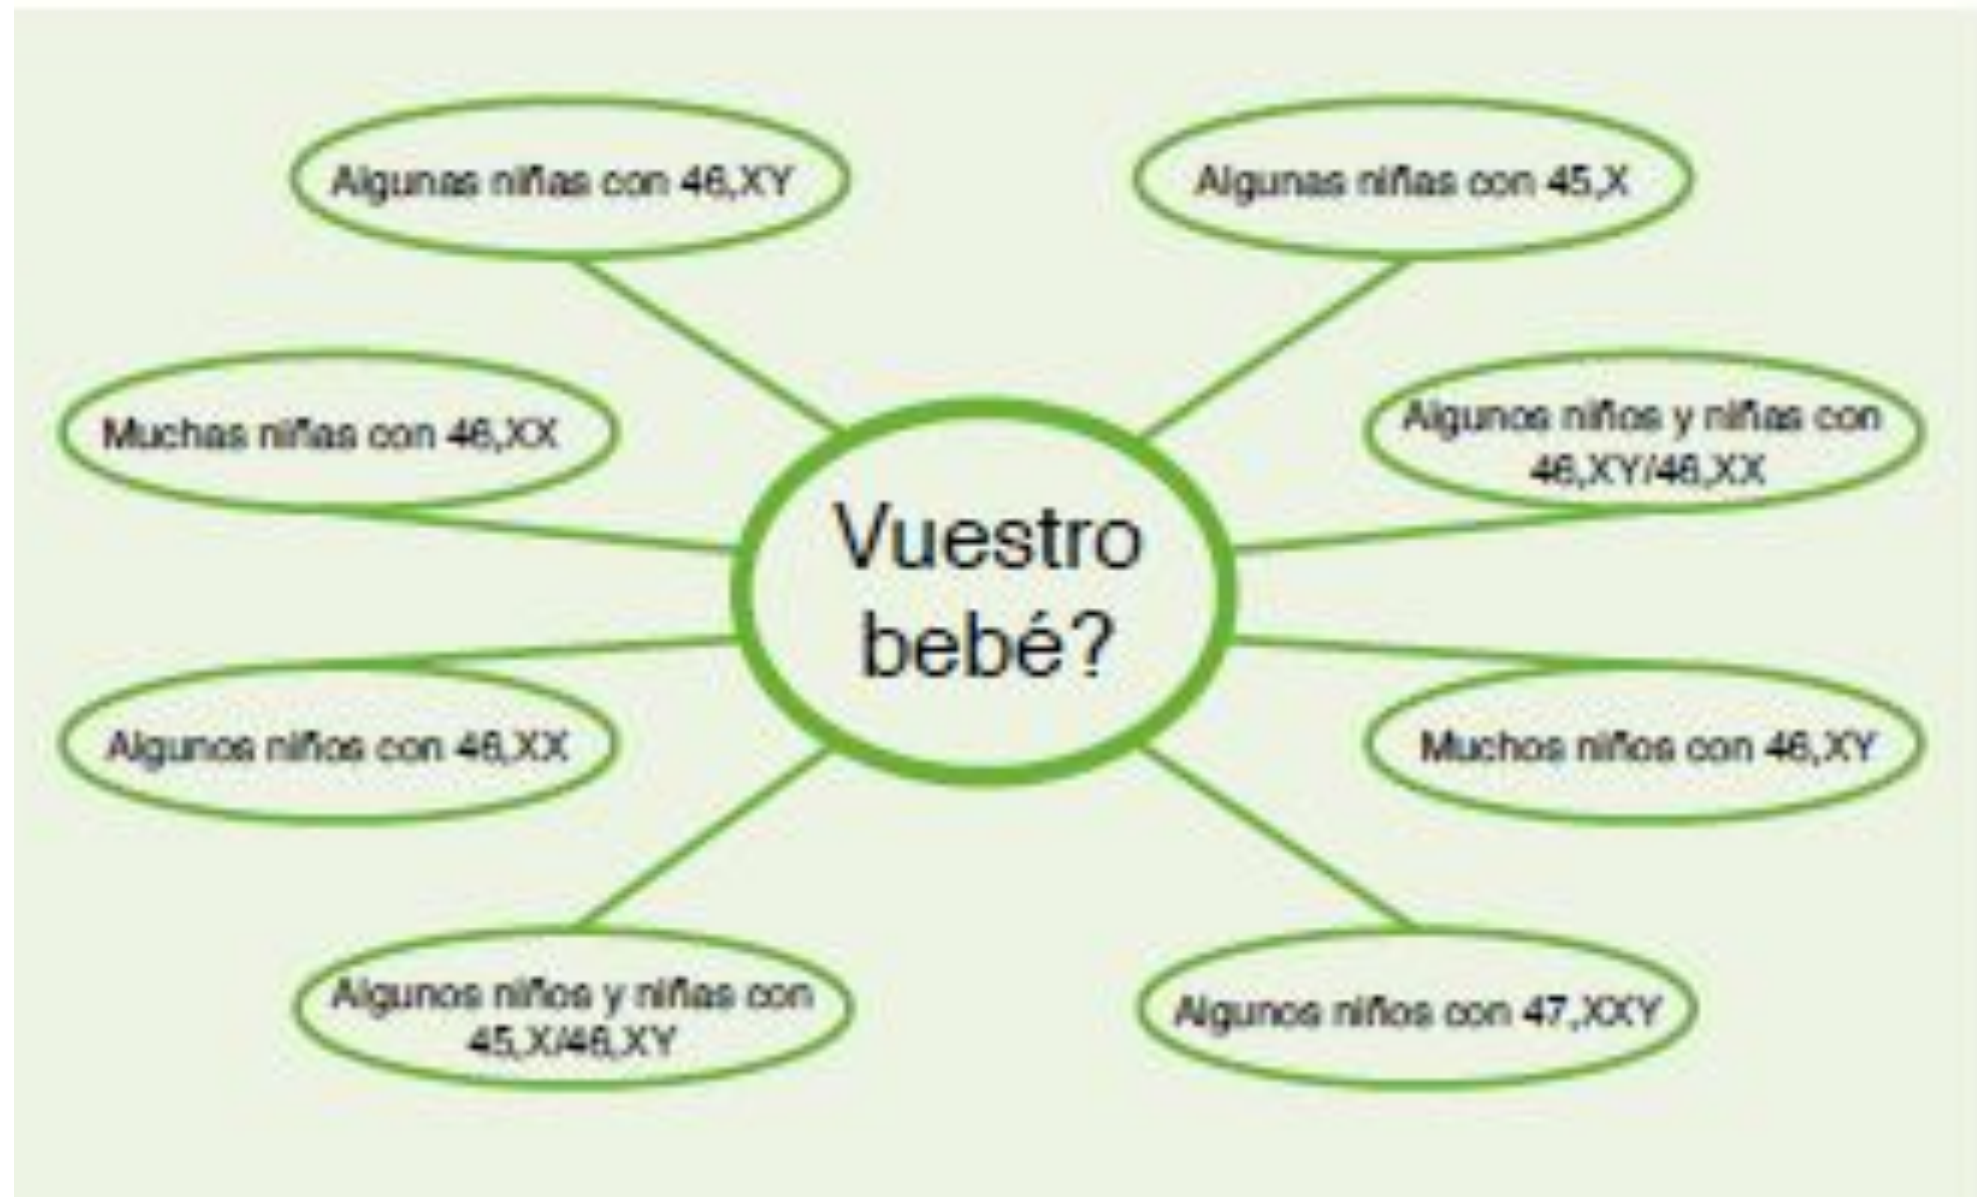 Algunas niñas con 46,XY
Algunas niñas con 45,X
Muchas niñas con 46,XX
Algunos niños y niñas con
46,XY/46,XX
Vuestro
bebé?
Algunos niños con 46,XX
Muchos niños con 46,XY
Algunos niños y niñas con
45,X/46,XY
Algunos niños con 47,XXY